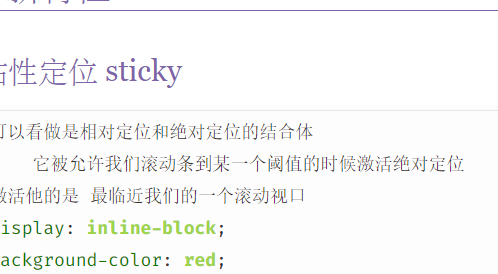 粘性定位 sticky
可以看做是相对定位和绝对定位的结合体
它被允许我们滚动条到某一个阈值的时候激活绝对定位
激活他的是 最临近我们的一个滚动视口
isplay: inline-block;
ackground-color: red;